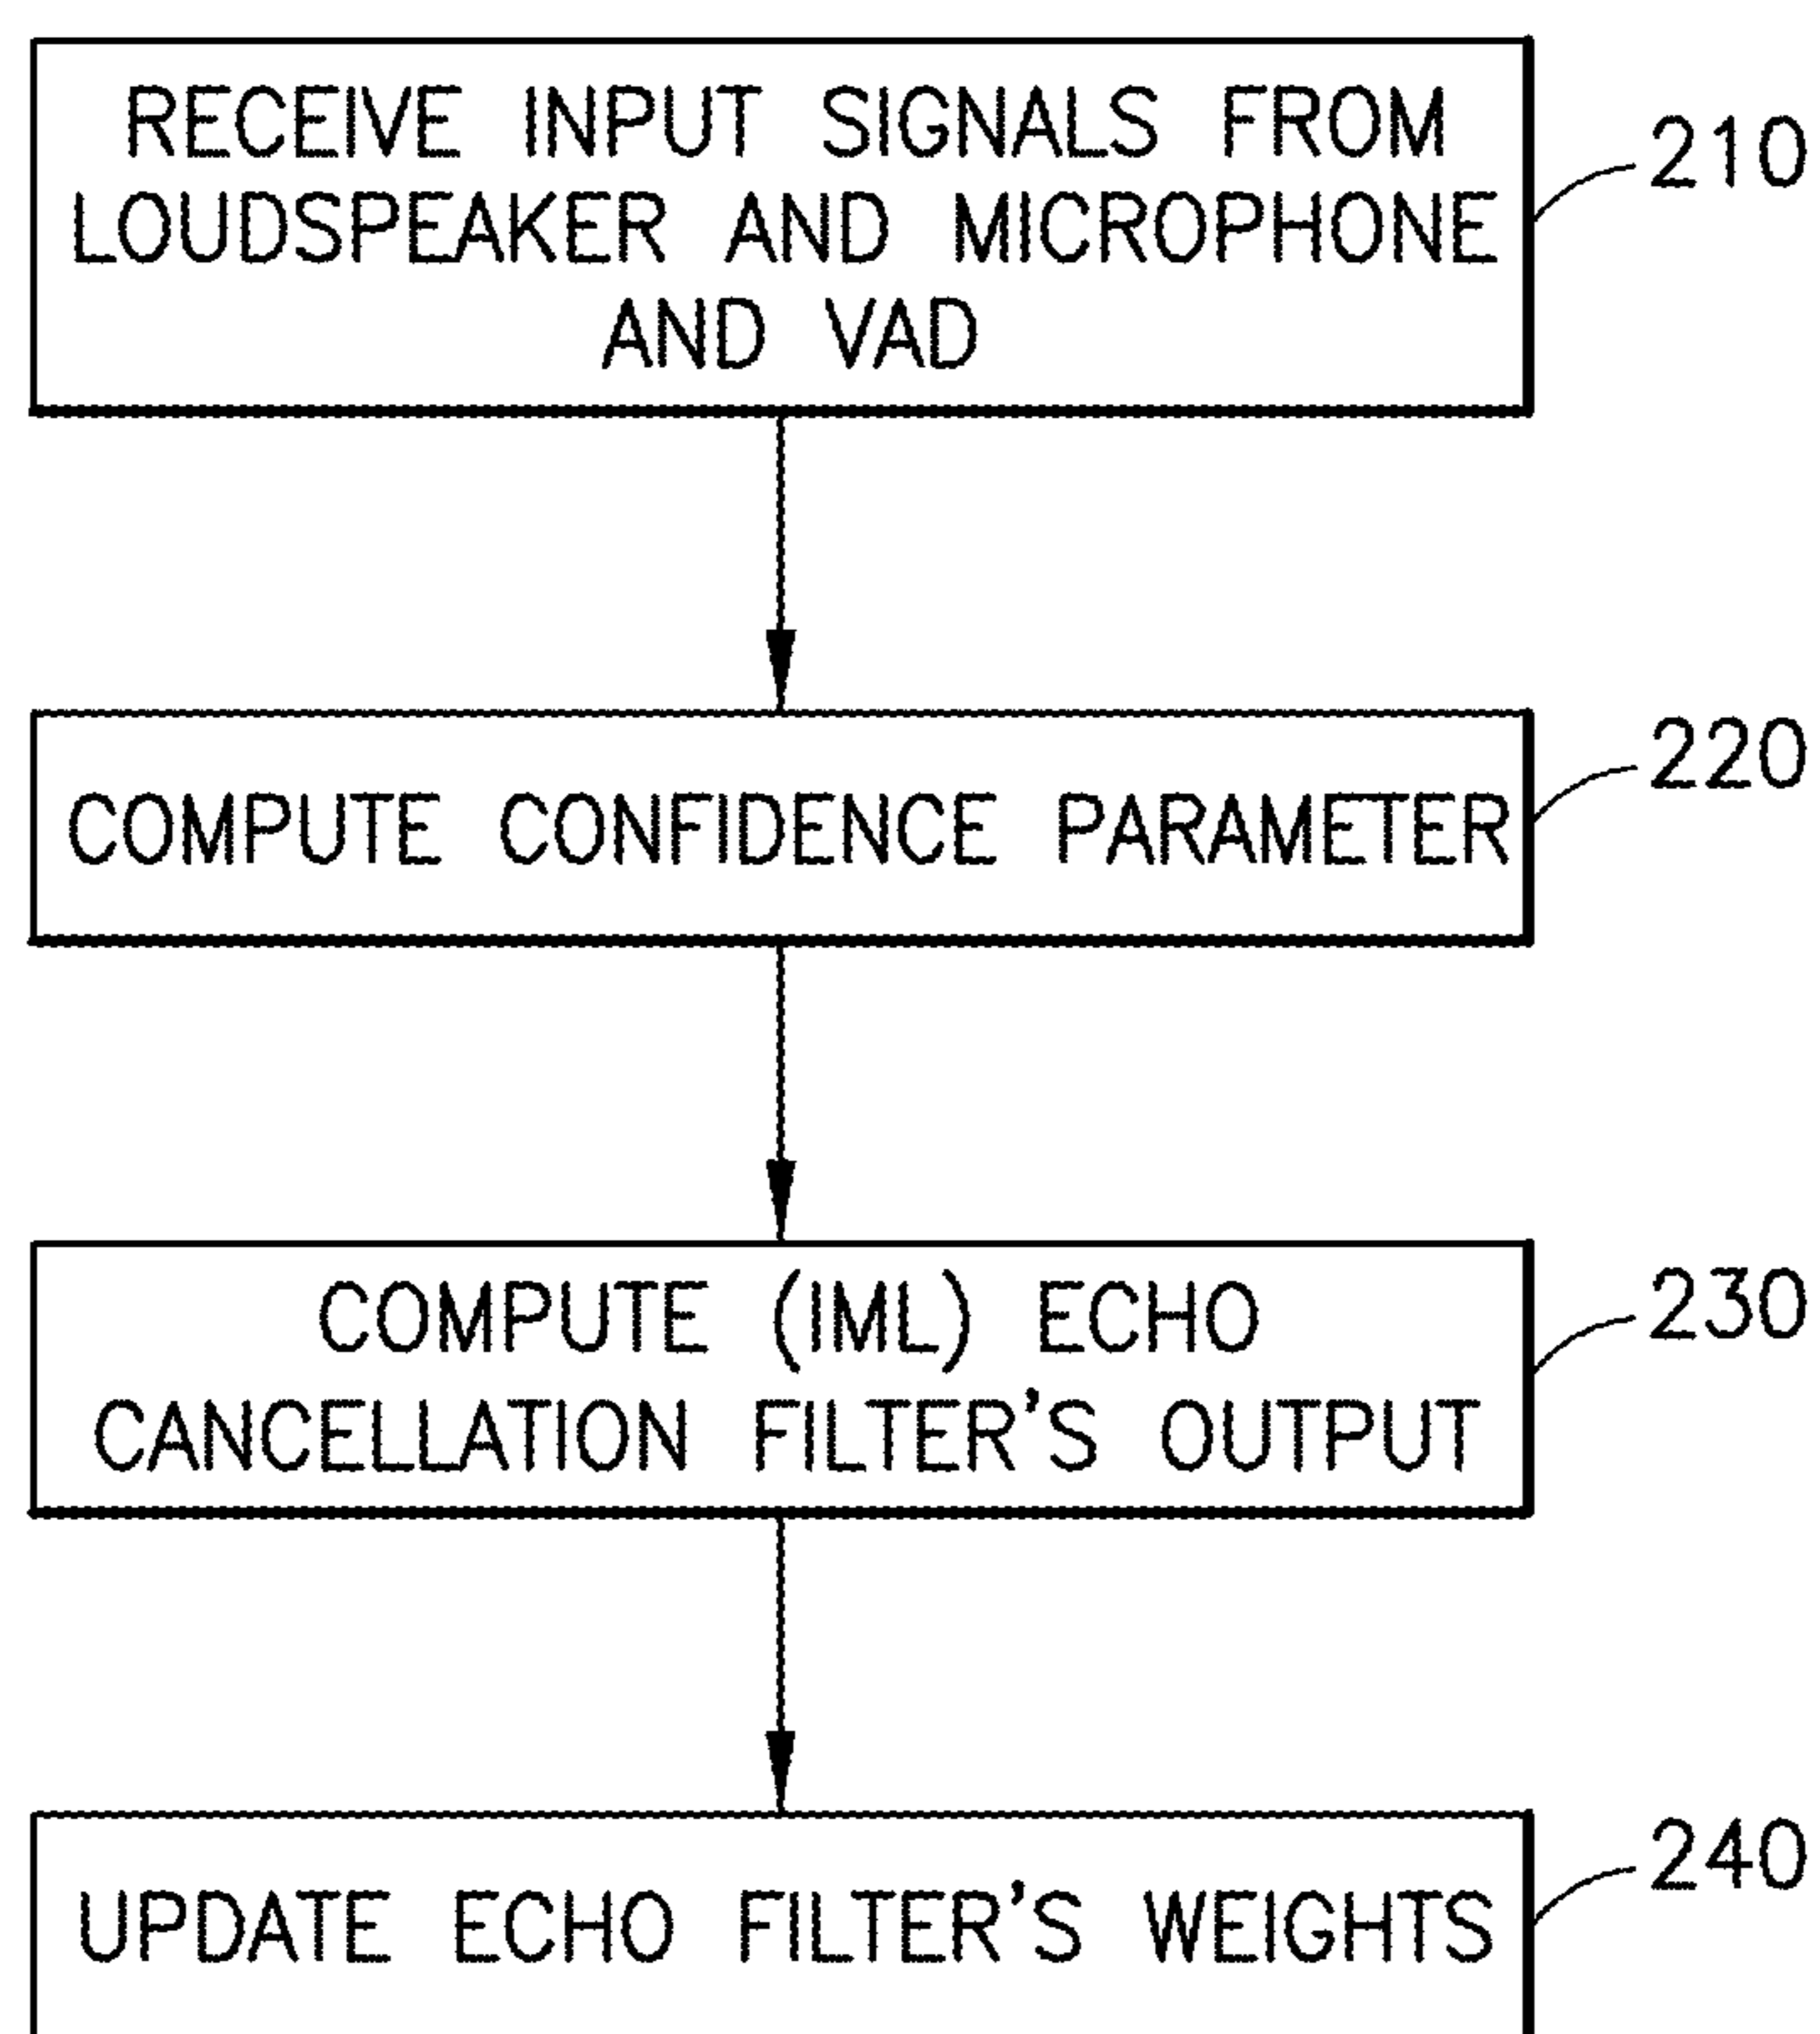 RECEIVE INPUT SIGNALS FROM
LOUDSPEAKER AND MICROPHONE
AND VAD
210
COMPUTE CONFIDENCE PARAMETER
220
COMPUTE (IML) ECHO
CANCELLATION FILTER'S OUTPUT
230
UPDATE ECHO FILTER'S WEIGHTS
240